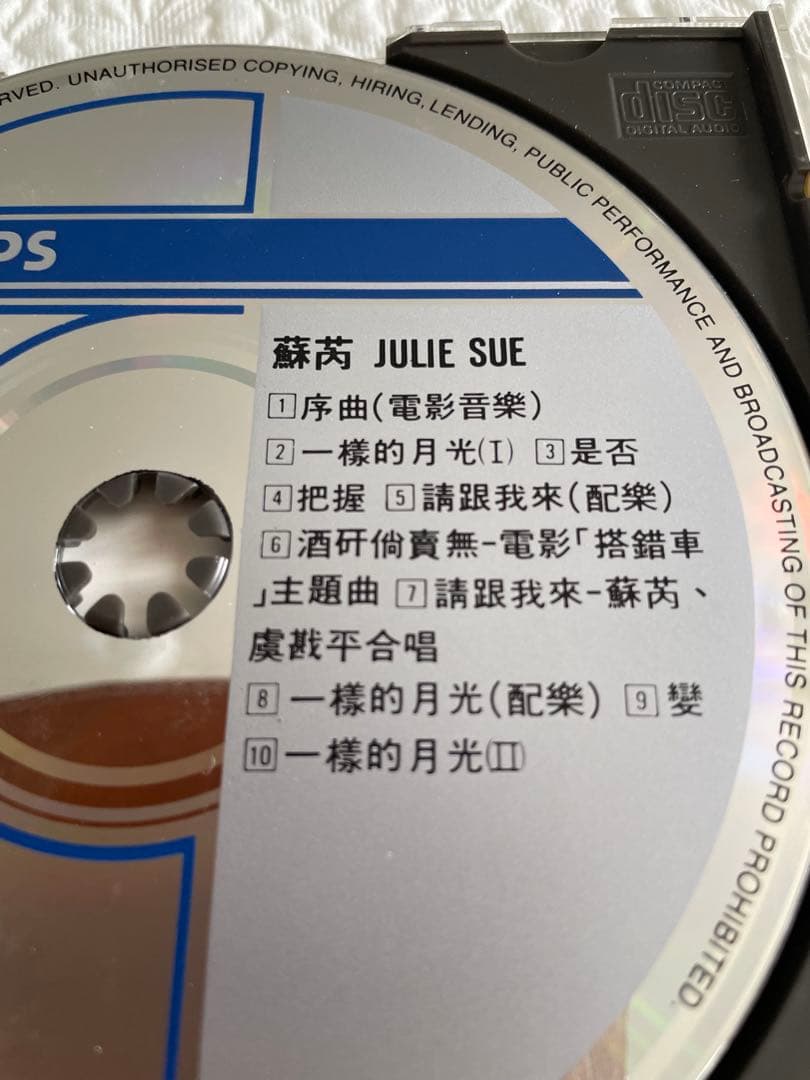 RVED. UNAUTHORISED COPYING, HIRING, LENDING, PUBLIC PERFORMANCE AND BROADCASTING OF THIS RECORD PROHIBITED.
COMPACT
disc
DIGITAL AUDIO
PS
蘇芮 JULIE SUE
1 序曲(電影音樂)
2 一樣的月光(I) 3 是否
4 把握 5 請跟我來(配樂)
6 酒矸倘賣無-電影「搭錯車
」主題曲 7 請跟我來-蘇芮、
虞戡平合唱
8 一樣的月光(配樂) 9 變
10 一樣的月光(II)